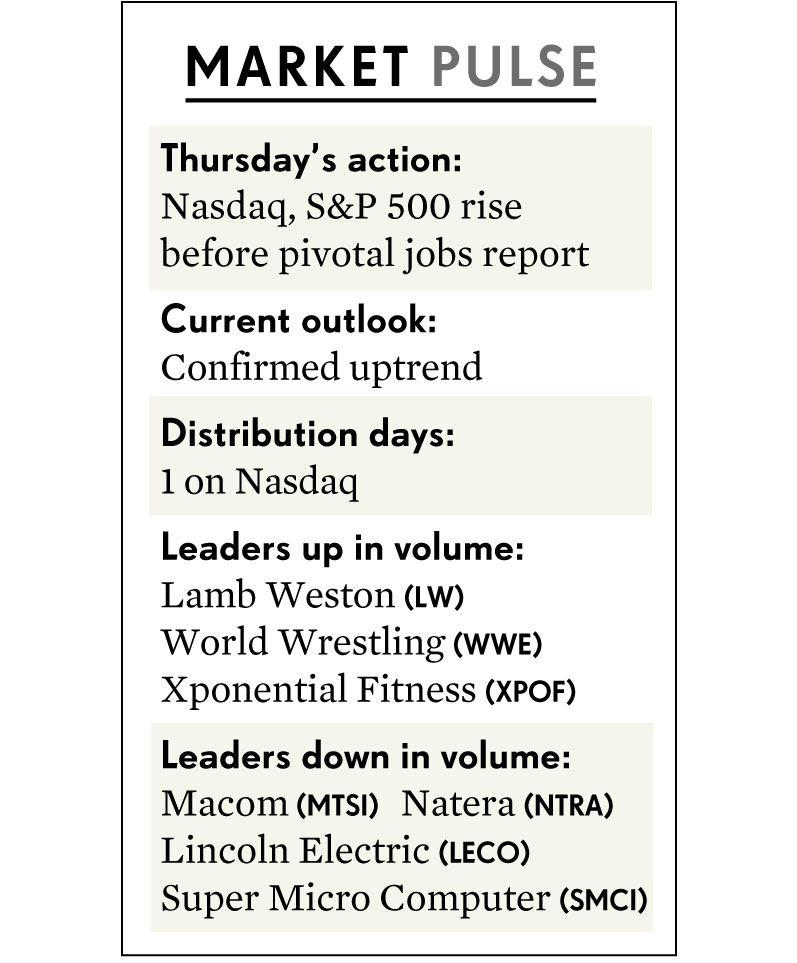 MARKET PULSE
Thursday’s action:
Nasdaq, S&P 500 rise
before pivotal jobs report
Current outlook:
Confirmed uptrend
Distribution days:
1 on Nasdaq
Leaders up in volume:
Lamb Weston (LW)
World Wrestling (WWE)
Xponential Fitness (XPOF)
Leaders down in volume:
Macom (MTSI) Natera (NTRA)
Lincoln Electric (LECO)
Super Micro Computer (SMCI)